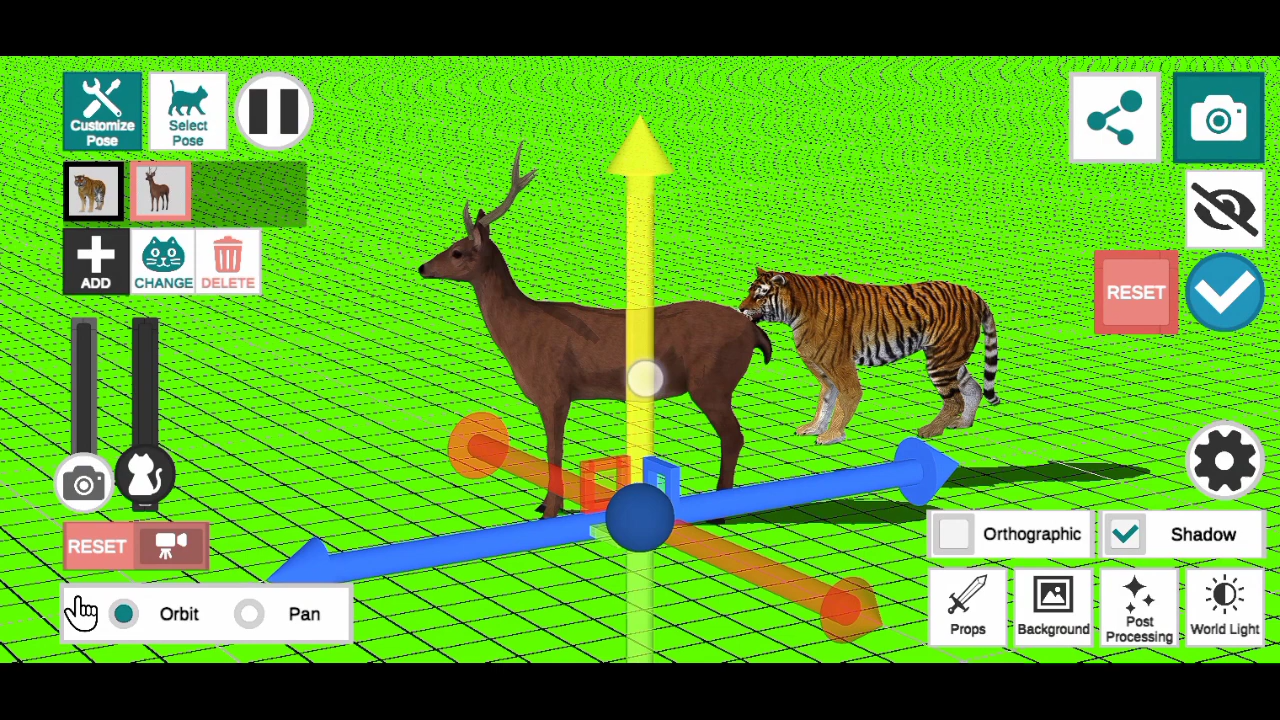 Customize
Pose
Select
Pose
ADD
CHANGE
DELETE
RESET
RESET
Orbit
Pan
Orthographic
Shadow
Props
Background
Post
Processing
World Light